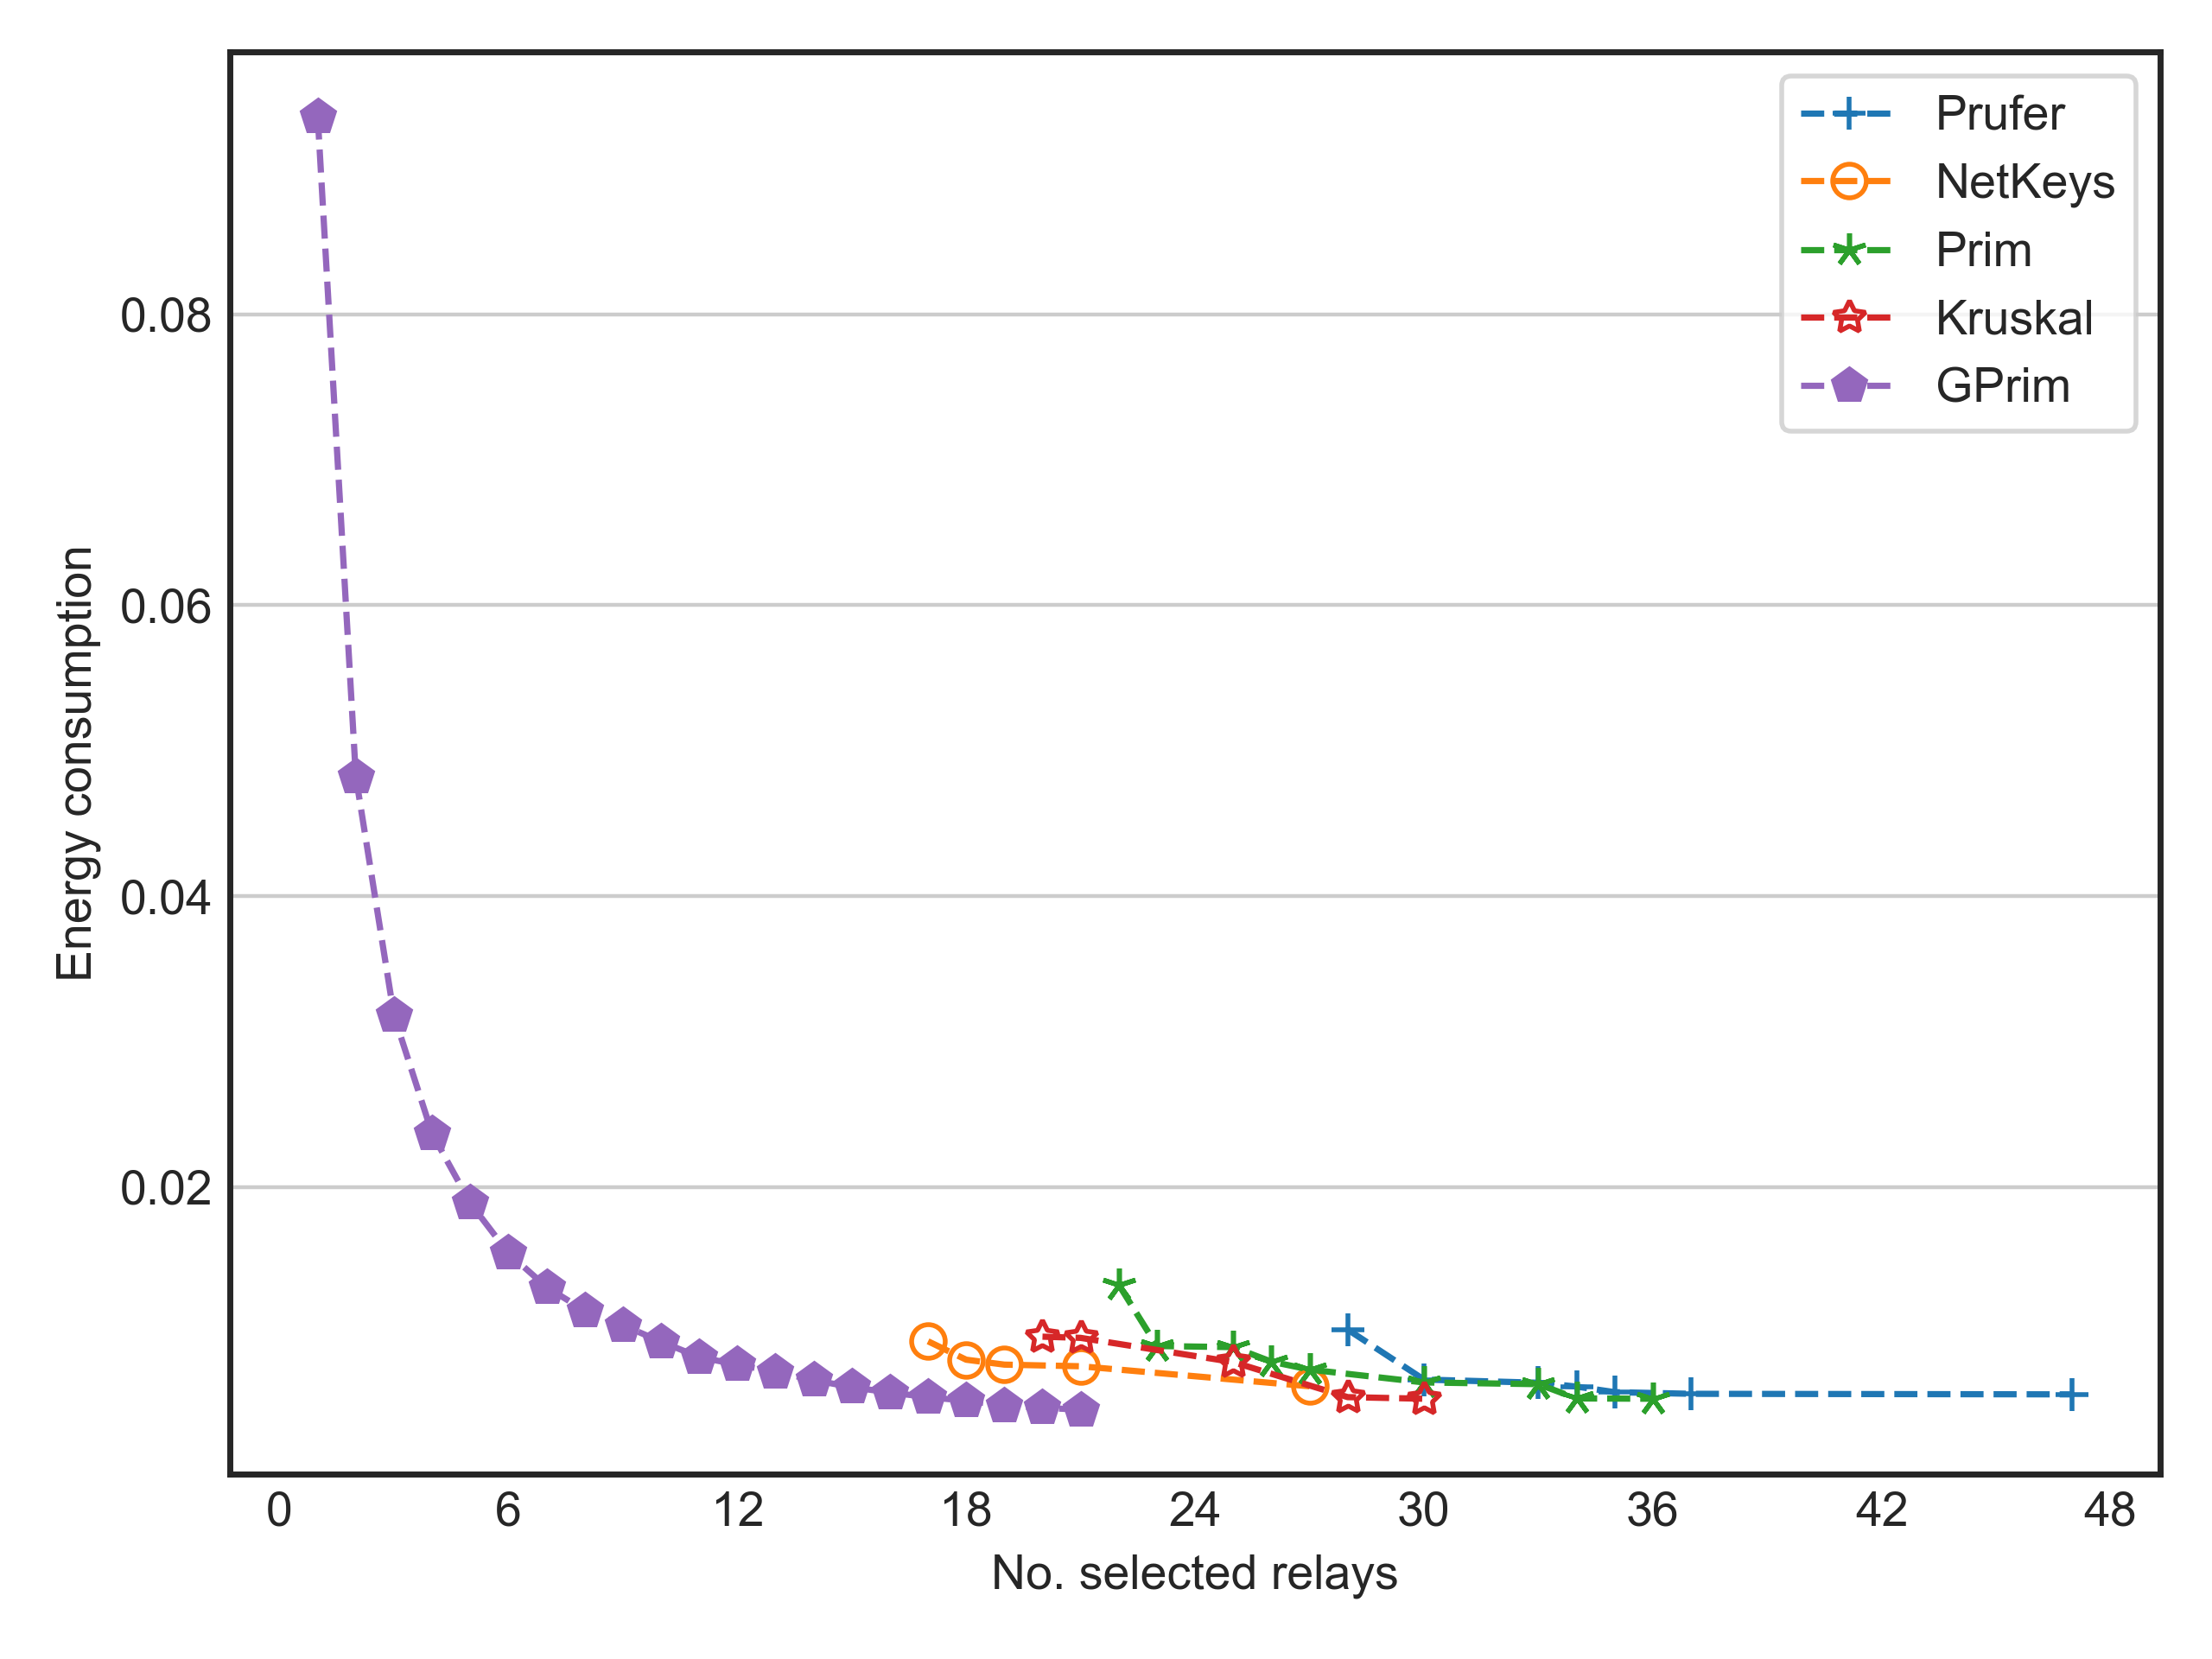 Prufer
NetKeys
Prim
Kruskal
GPrim
Energy consumption
0.08
0.06
0.04
0.02
0 6 12 18 24 30 36 42 48
No. selected relays